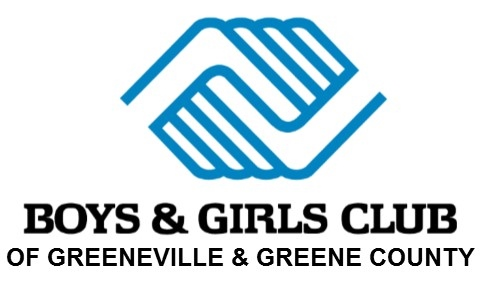 BOYS & GIRLS CLUB
OF GREENEVILLE & GREENE COUNTY